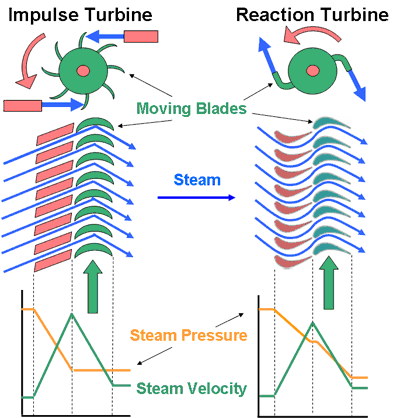 Impulse Turbine
Reaction Turbine
Moving Blades
Steam
Steam Pressure
Steam Velocity